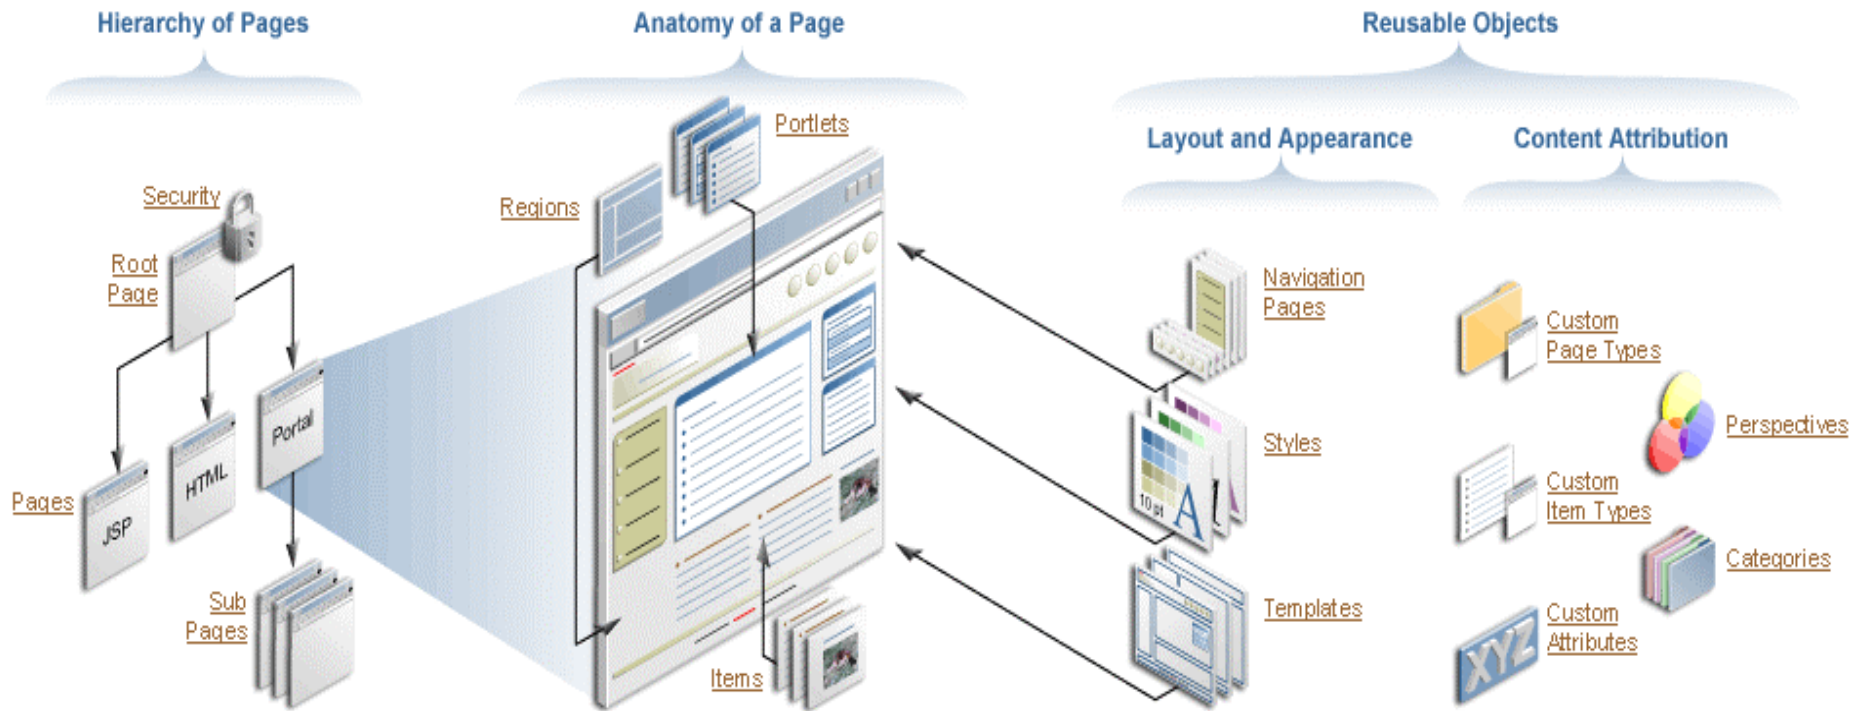 Hierarchy of Pages
Anatomy of a Page
Reusable Objects
Layout and Appearance
Content Attribution
Security
Root
Page
Pages
JSP
HTML
Portal
Sub
Pages
Regions
Portlets
Items
Navigation
Pages
Styles
10 pt
A
Templates
Custom
Page Types
Perspectives
Custom
Item Types
Categories
Custom
Attributes
XYZ